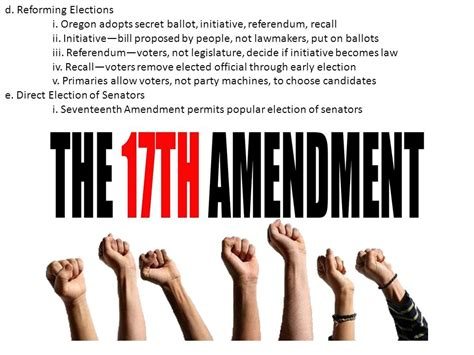 d. Reforming Elections
i. Oregon adopts secret ballot, initiative, referendum, recall
ii. Initiative—bill proposed by people, not lawmakers, put on ballots
iii. Referendum—voters, not legislature, decide if initiative becomes law
iv. Recall—voters remove elected official through early election
v. Primaries allow voters, not party machines, to choose candidates
e. Direct Election of Senators
i. Seventeenth Amendment permits popular election of senators
THE 17TH AMENDMENT